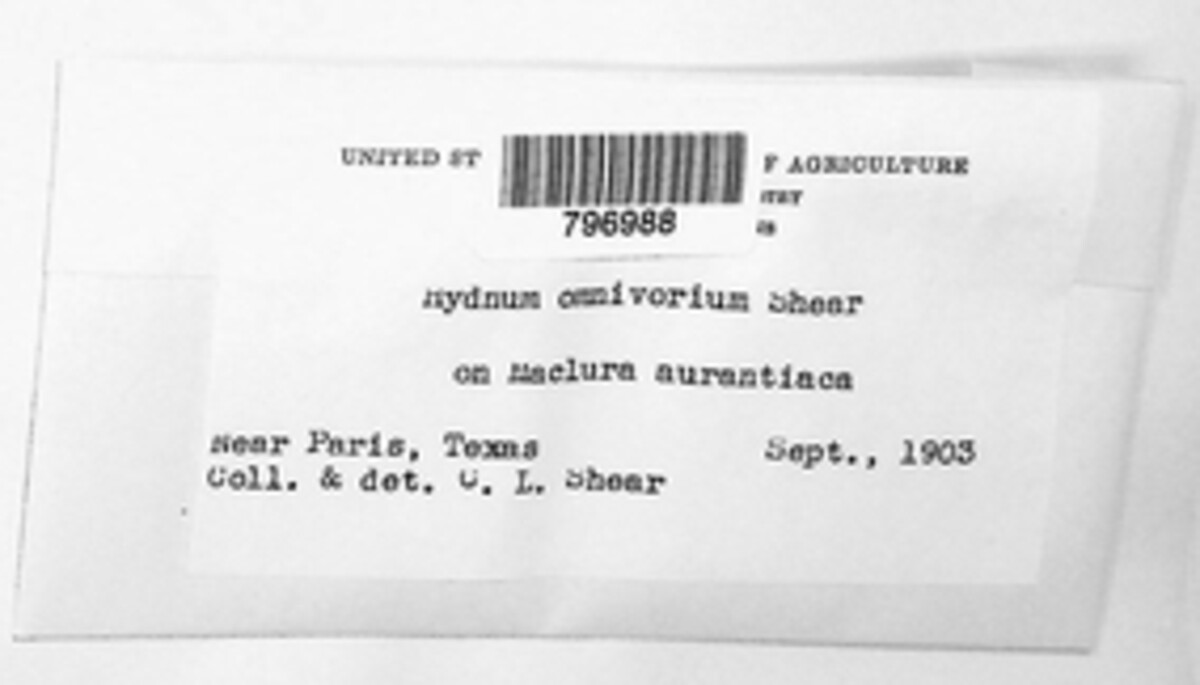 UNITED ST F AGRICULTURE
796988
Hydnum omnivorium Shear
on Maclura aurantiaca
Near Paris, Texas Sept., 1903
Coll. & det. C. L. Shear